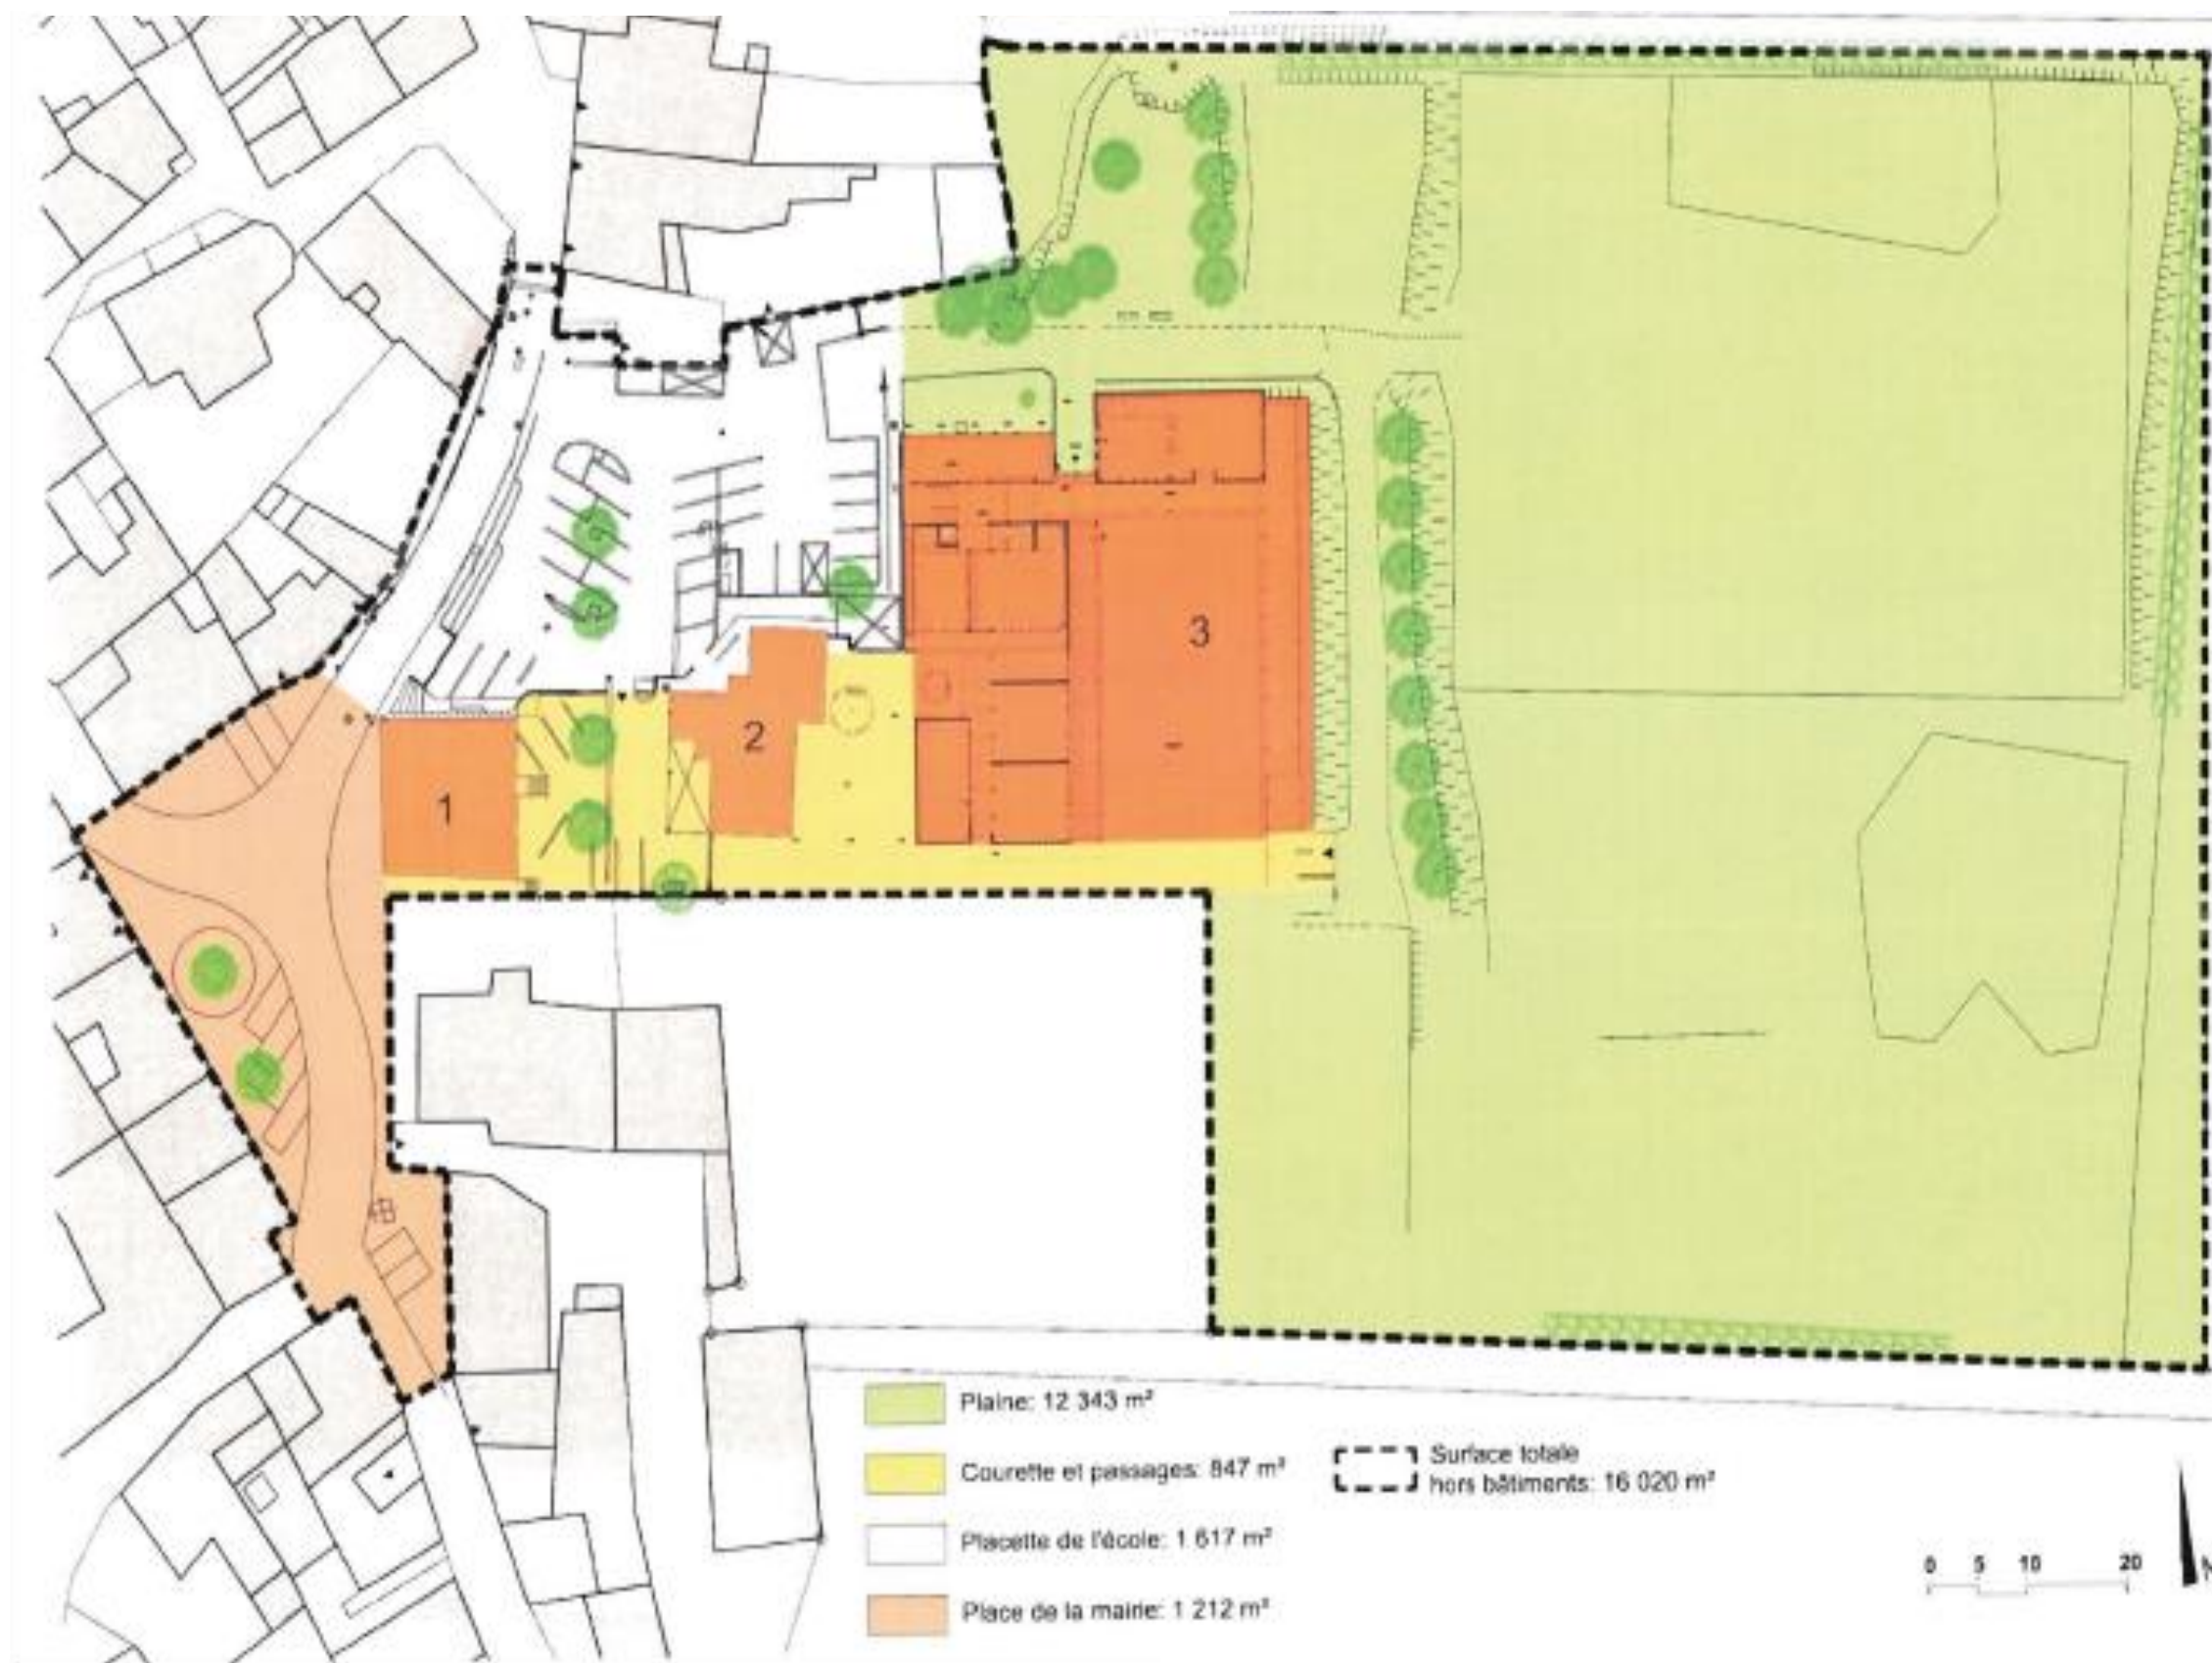 3
2
1
Plaine: 12 343 m²
Courette et passages: 847 m²
Placette de l'école: 1 617 m²
Place de la mairie: 1 212 m²
Surface totale
hors bâtiments: 16 020 m²
0 5 10 20
N